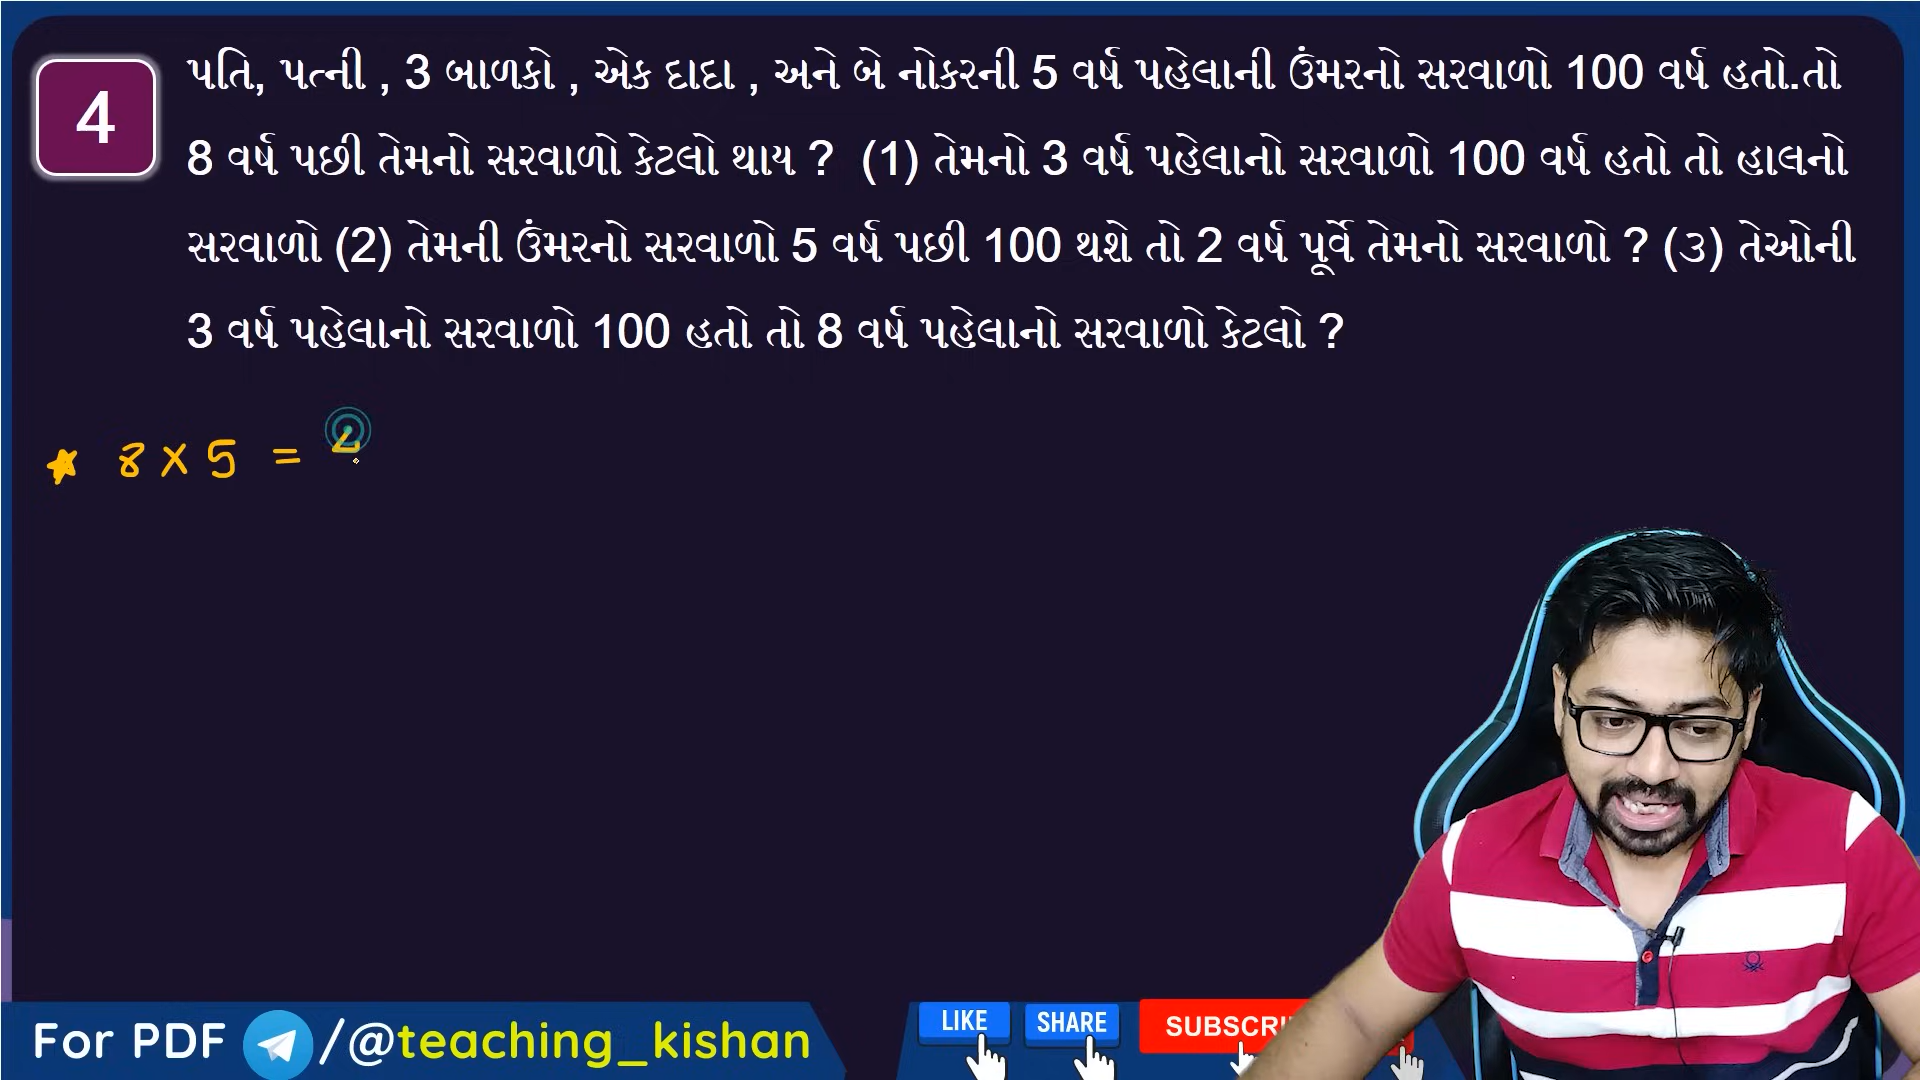 4
પતિ, પત્ની , 3 બાળકો , એક દાદા , અને બે નોકરની 5 વર્ષ પહેલાની ઉંમરનો સરવાળો 100 વર્ષ હતો.તો
8 વર્ષ પછી તેમનો સરવાળો કેટલો થાય ? (1) તેમનો 3 વર્ષ પહેલાનો સરવાળો 100 વર્ષ હતો તો હાલનો
સરવાળો (2) તેમની ઉંમરનો સરવાળો 5 વર્ષ પછી 100 થશે તો 2 વર્ષ પૂર્વે તેમનો સરવાળો ? (૩) તેઓની
3 વર્ષ પહેલાનો સરવાળો 100 હતો તો 8 વર્ષ પહેલાનો સરવાળો કેટલો ?
8 × 5 = 4
For PDF /@teaching_kishan
LIKE SHARE